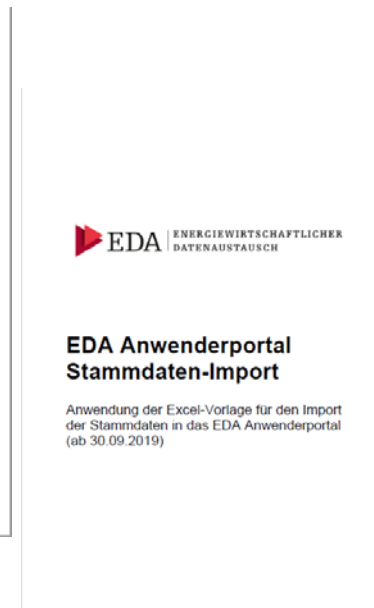 EDA ENERGIEWIRTSCHAFTLICHER
DATENAUSTAUSCH
EDA Anwenderportal
Stammdaten-Import
Anwendung der Excel-Vorlage für den Import
der Stammdaten in das EDA Anwenderportal
(ab 30.09.2019)